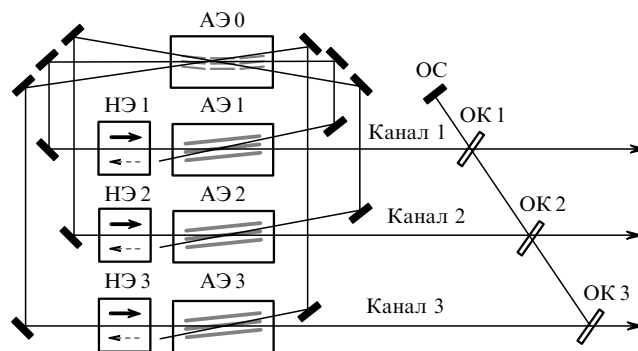 АЭ 0
НЭ 1 АЭ 1
Канал 1
ОС
ОК 1
НЭ 2 АЭ 2
Канал 2
ОК 2
НЭ 3 АЭ 3
Канал 3
ОК 3